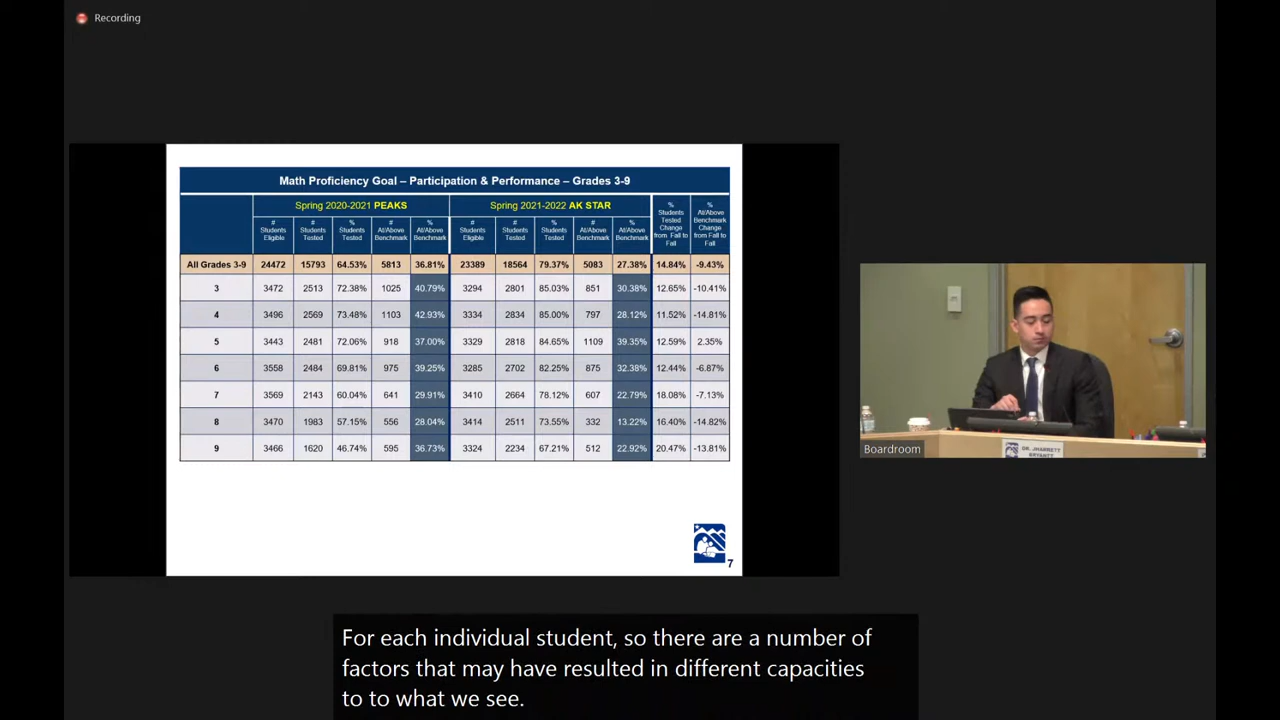 Recording
Math Proficiency Goal – Participation & Performance – Grades 3-9
Spring 2020-2021 PEAKS
Spring 2021-2022 AK STAR
# Students Eligible
# Students Tested
% Students Tested
# At/Above Benchmark
% At/Above Benchmark
# Students Eligible
# Students Tested
% Students Tested
# At/Above Benchmark
% At/Above Benchmark
% Students Tested Change from Fall to Fall
% At/Above Benchmark Change from Fall to Fall
All Grades 3-9 24472 15793 64.53% 5813 36.81% 23389 18564 79.37% 5083 27.38% 14.84% -9.43%
3 3472 2513 72.38% 1025 40.79% 3294 2801 85.03% 851 30.38% 12.65% -10.41%
4 3496 2569 73.48% 1103 42.93% 3334 2834 85.00% 797 28.12% 11.52% -14.81%
5 3443 2481 72.06% 918 37.00% 3329 2818 84.65% 1109 39.35% 12.59% 2.35%
6 3558 2484 69.81% 975 39.25% 3285 2702 82.25% 875 32.38% 12.44% -6.87%
7 3569 2143 60.04% 641 29.91% 3410 2664 78.12% 607 22.79% 18.08% -7.13%
8 3470 1983 57.15% 556 28.04% 3414 2511 73.55% 332 13.22% 16.40% -14.82%
9 3466 1620 46.74% 595 36.73% 3324 2234 67.21% 512 22.92% 20.47% -13.81%
7
DR. JHARRETT
BRYANTT
Boardroom
For each individual student, so there are a number of
factors that may have resulted in different capacities
to to what we see.